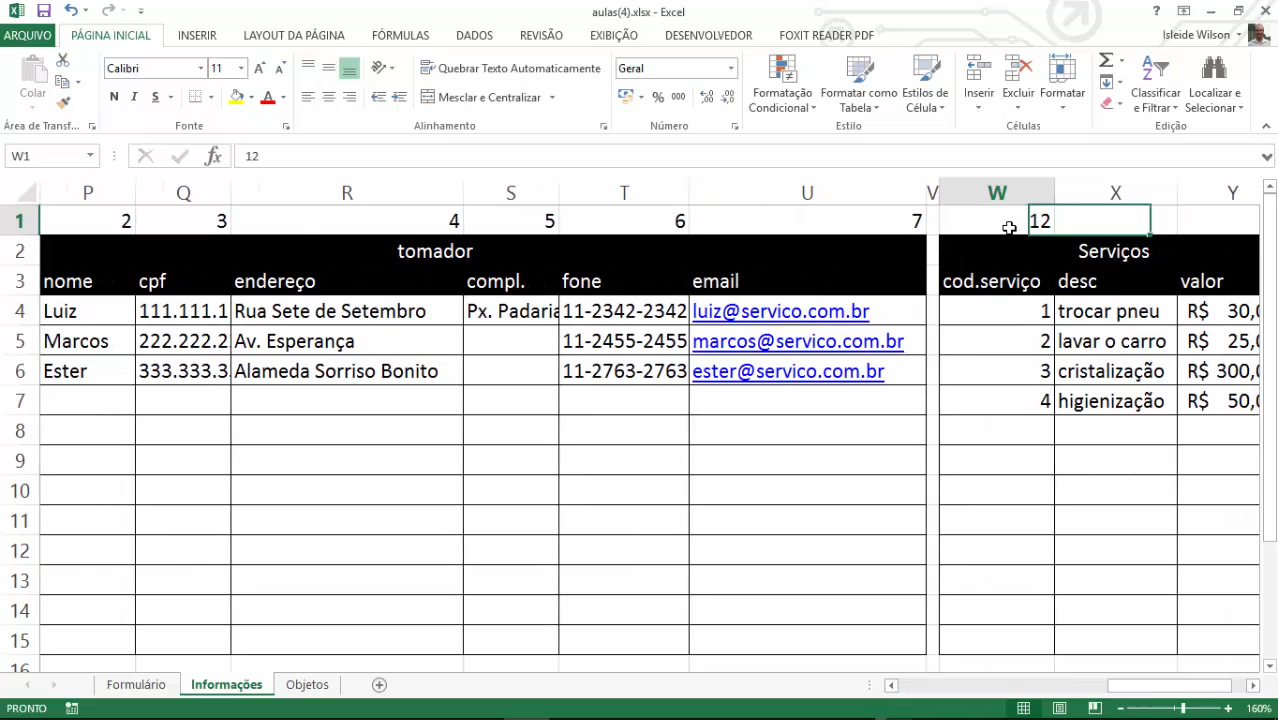 aulas(4).xlsx - Excel
ARQUIVO PÁGINA INICIAL INSERIR LAYOUT DA PÁGINA FÓRMULAS DADOS REVISÃO EXIBIÇÃO DESENVOLVEDOR FOXIT READER PDF Isleide Wilson
Colar Calibri 11 Quebrar Texto Automaticamente Geral Formatação Condicional Formatar como Tabela Estilos de Célula Inserir Excluir Formatar Classificar e Filtrar Localizar e Selecionar
N I S Mesclar e Centralizar % 000
Área de Transf... Fonte Alinhamento Número Estilo Células Edição
W1 fx 12
P Q R S T U V W X Y
1 2 3 4 5 6 7 12
2 tomador Serviços
3 nome cpf endereço compl. fone email cod.serviço desc valor
4 Luiz 111.111.1 Rua Sete de Setembro Px. Padaria 11-2342-2342 luiz@servico.com.br 1 trocar pneu R$ 30,0
5 Marcos 222.222.2 Av. Esperança 11-2455-2455 marcos@servico.com.br 2 lavar o carro R$ 25,0
6 Ester 333.333.3 Alameda Sorriso Bonito 11-2763-2763 ester@servico.com.br 3 cristalização R$ 300,0
7 4 higienização R$ 50,0
8
9
10
11
12
13
14
15
16
Formulário Informações Objetos
PRONTO 160%